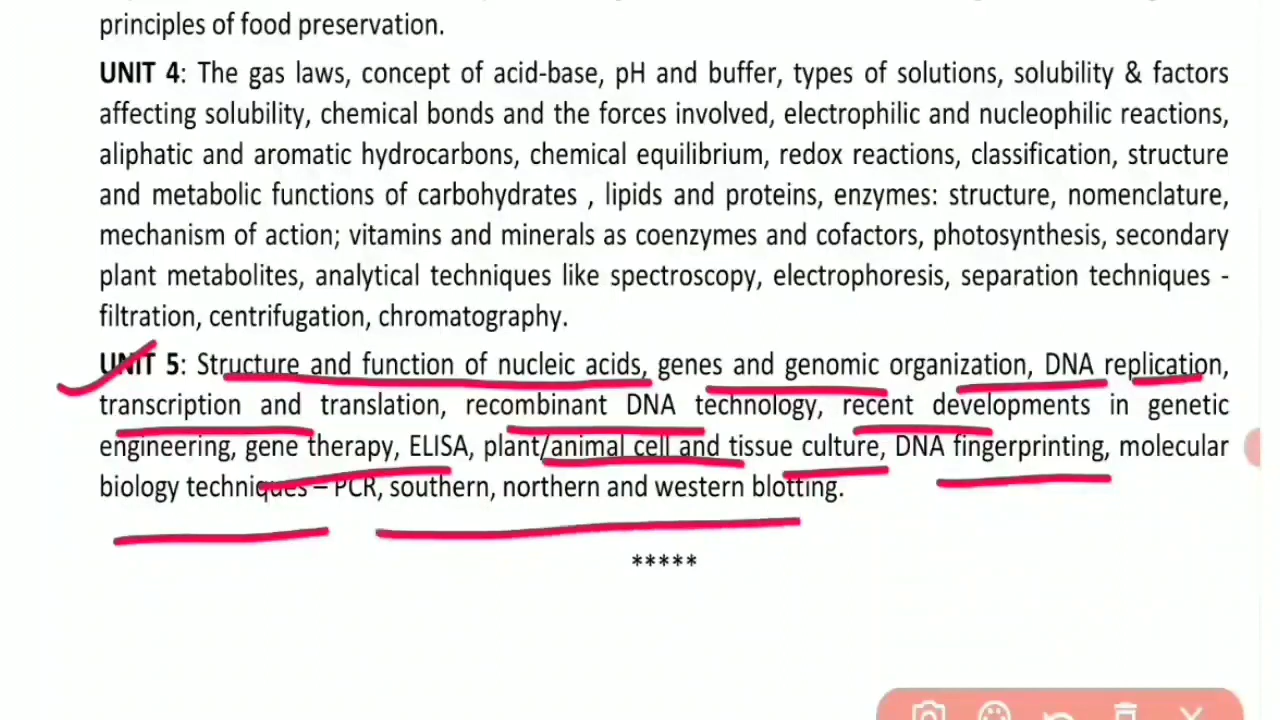 principles of food preservation.
UNIT 4: The gas laws, concept of acid-base, pH and buffer, types of solutions, solubility & factors
affecting solubility, chemical bonds and the forces involved, electrophilic and nucleophilic reactions,
aliphatic and aromatic hydrocarbons, chemical equilibrium, redox reactions, classification, structure
and metabolic functions of carbohydrates , lipids and proteins, enzymes: structure, nomenclature,
mechanism of action; vitamins and minerals as coenzymes and cofactors, photosynthesis, secondary
plant metabolites, analytical techniques like spectroscopy, electrophoresis, separation techniques -
filtration, centrifugation, chromatography.
UNIT 5: Structure and function of nucleic acids, genes and genomic organization, DNA replication,
transcription and translation, recombinant DNA technology, recent developments in genetic
engineering, gene therapy, ELISA, plant/animal cell and tissue culture, DNA fingerprinting, molecular
biology techniques – PCR, southern, northern and western blotting.
*****